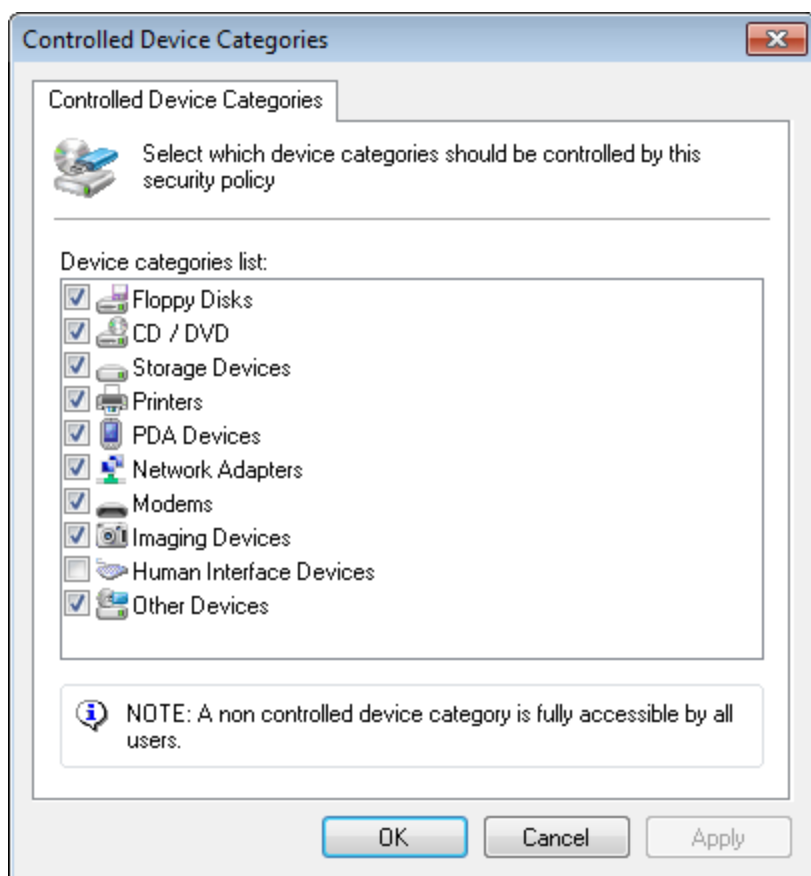 Controlled Device Categories
Controlled Device Categories
Select which device categories should be controlled by this
security policy
Device categories list:
Floppy Disks
CD / DVD
Storage Devices
Printers
PDA Devices
Network Adapters
Modems
Imaging Devices
Human Interface Devices
Other Devices
NOTE: A non controlled device category is fully accessible by all
users.
OK Cancel Apply